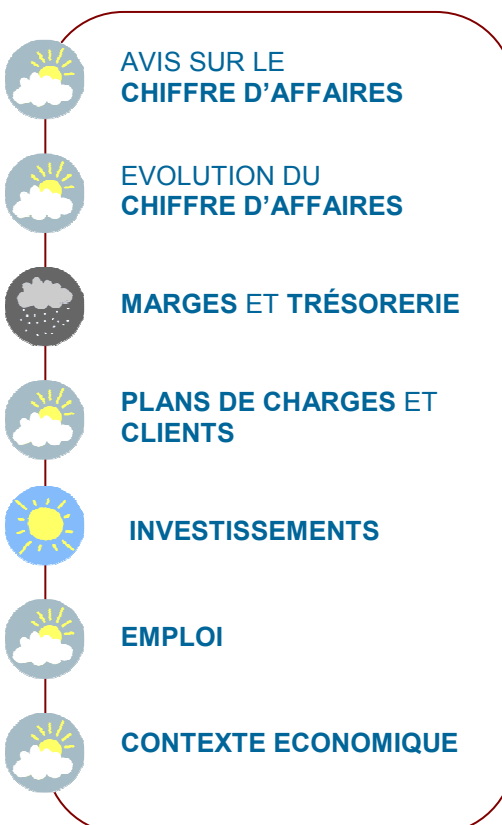 AVIS SUR LE
CHIFFRE D’AFFAIRES
EVOLUTION DU
CHIFFRE D’AFFAIRES
MARGES ET TRÉSORERIE
PLANS DE CHARGES ET
CLIENTS
INVESTISSEMENTS
EMPLOI
CONTEXTE ECONOMIQUE